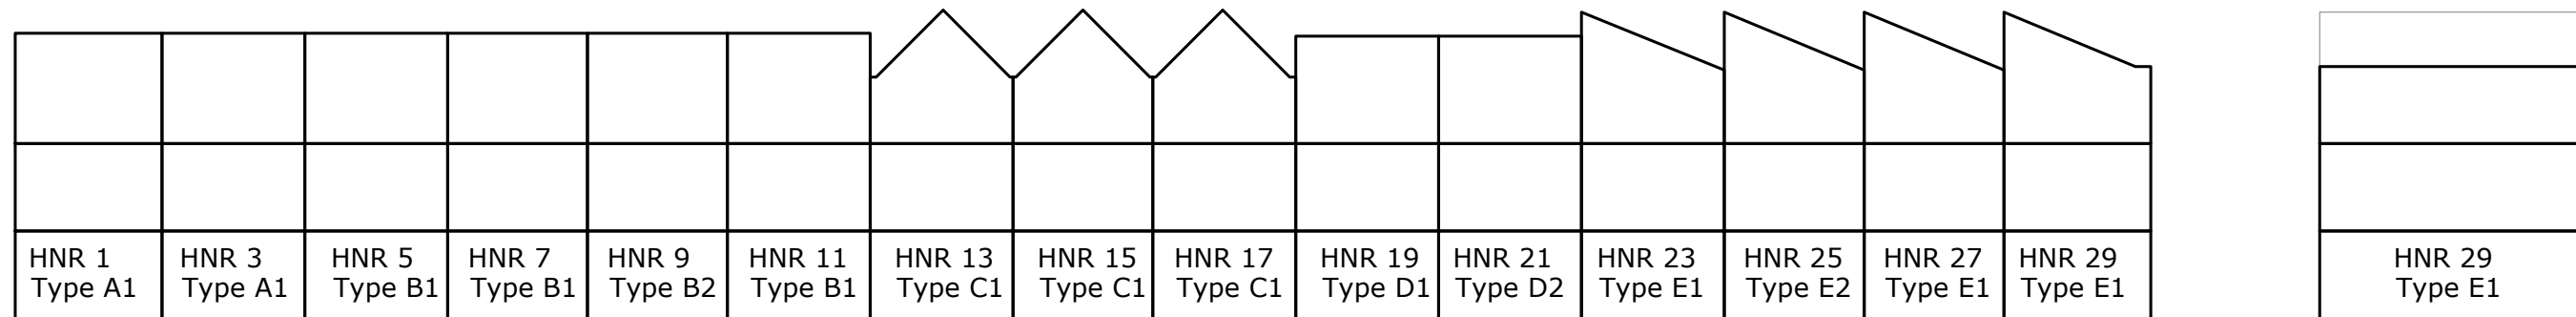 HNR 1
Type A1
HNR 3
Type A1
HNR 5
Type B1
HNR 7
Type B1
HNR 9
Type B2
HNR 11
Type B1
HNR 13
Type C1
HNR 15
Type C1
HNR 17
Type C1
HNR 19
Type D1
HNR 21
Type D2
HNR 23
Type E1
HNR 25
Type E2
HNR 27
Type E1
HNR 29
Type E1
HNR 29
Type E1